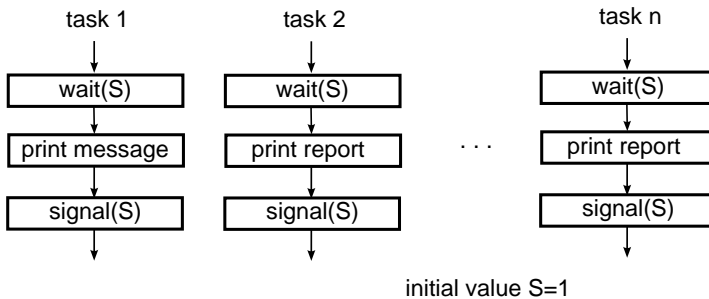 task 1
wait(S)
print message
signal(S)
task 2
wait(S)
print report
signal(S)
. . .
task n
wait(S)
print report
signal(S)
initial value S=1